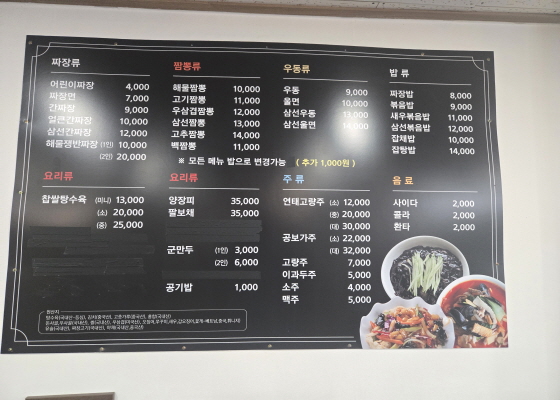 짜장류
어린이짜장 4,000
짜장면 7,000
간짜장 9,000
얼큰간짜장 10,000
삼선간짜장 12,000
해물쟁반짜장 (1인) 10,000
(2인) 20,000
짬뽕류
해물짬뽕 10,000
고기짬뽕 11,000
우삼겹짬뽕 12,000
삼선짬뽕 13,000
고추짬뽕 14,000
백짬뽕 11,000
우동류
우동 9,000
울면 10,000
삼선우동 11,000
삼선울면
밥 류
짜장밥 8,000
볶음밥 9,000
새우볶음밥 11,000
삼선볶음밥 12,000
잡채밥 10,000
잡탕밥 14,000
※ 모든 메뉴 밥으로 변경가능 ( 추가 1,000원 )
요리류
찹쌀탕수육 (미니) 13,000
(소) 20,000
(중) 25,000
요리류
양장피 35,000
팔보채 35,000
군만두 (1인) 3,000
(2인) 6,000
공기밥 1,000
주 류
연태고량주 (소) 12,000
(중) 20,000
(대) 30,000
공보가주 (소) 22,000
(대) 32,000
고량주 7,000
이과두주 5,000
소주 4,000
맥주 5,000
음 료
사이다 2,000
콜라 2,000
환타 2,000
원산지